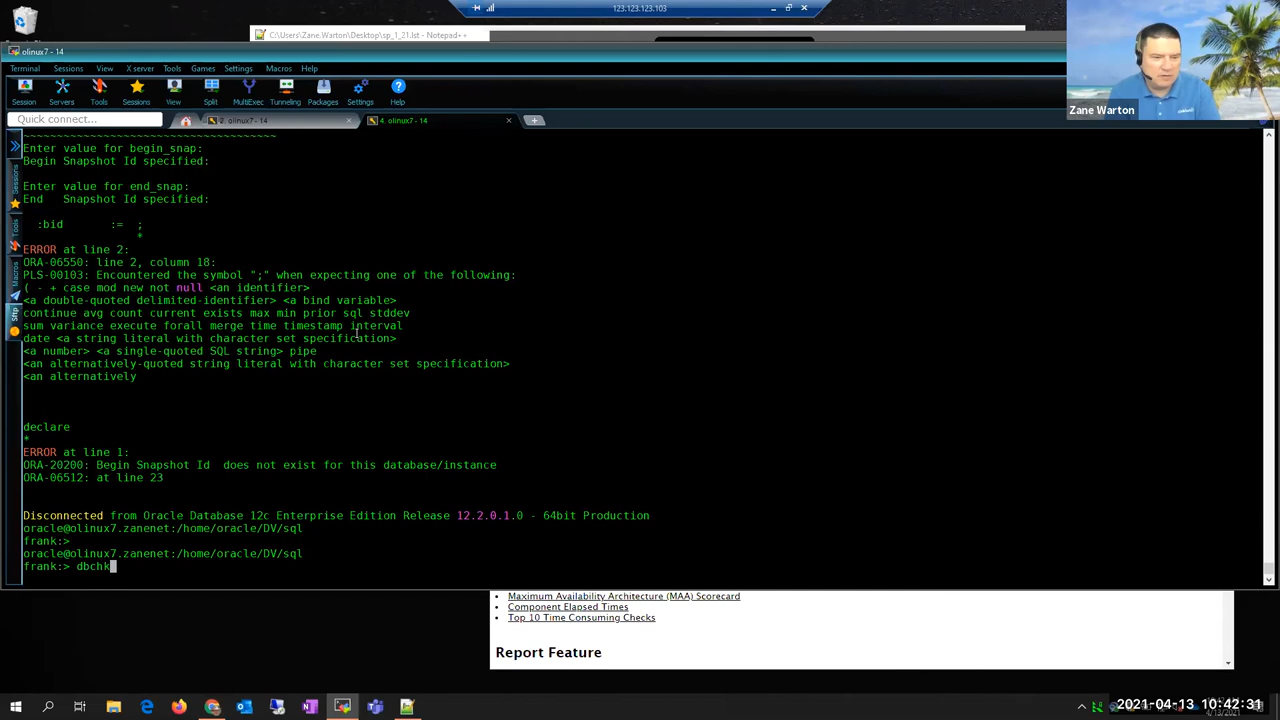 123.123.123.103
C:\Users\Zane.Warton\Desktop\sp_1_21.lst - Notepad++
olinux7 - 14
Terminal Sessions View X server Tools Games Settings Macros Help
Session Servers Tools Sessions View Split MultiExec Tunneling Packages Settings Help
Zane Warton
Quick connect...
2. olinux7 - 14
4. olinux7 - 14
Sessions
Tools
Macros
Sftp
~~~~~~~~~~~~~~~~~~~~~~~~~~~~~~~~~~~~~~
Enter value for begin_snap:
Begin Snapshot Id specified:
Enter value for end_snap:
End Snapshot Id specified:
:bid := ;
*
ERROR at line 2:
ORA-06550: line 2, column 18:
PLS-00103: Encountered the symbol ";" when expecting one of the following:
( - + case mod new not null <an identifier>
<a double-quoted delimited-identifier> <a bind variable>
continue avg count current exists max min prior sql stddev
sum variance execute forall merge time timestamp interval
date <a string literal with character set specification>
<a number> <a single-quoted SQL string> pipe
<an alternatively-quoted string literal with character set specification>
<an alternatively
declare
*
ERROR at line 1:
ORA-20200: Begin Snapshot Id does not exist for this database/instance
ORA-06512: at line 23
Disconnected from Oracle Database 12c Enterprise Edition Release 12.2.0.1.0 - 64bit Production
oracle@olinux7.zanenet:/home/oracle/DV/sql
frank:>
oracle@olinux7.zanenet:/home/oracle/DV/sql
frank:> dbchk
Maximum Availability Architecture (MAA) Scorecard
Component Elapsed Times
Top 10 Time Consuming Checks
Report Feature
2021-04-13 10:42:31